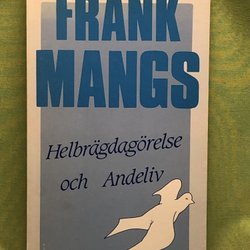 FRANK
MANGS
Helbrägdagörelse
och Andeliv